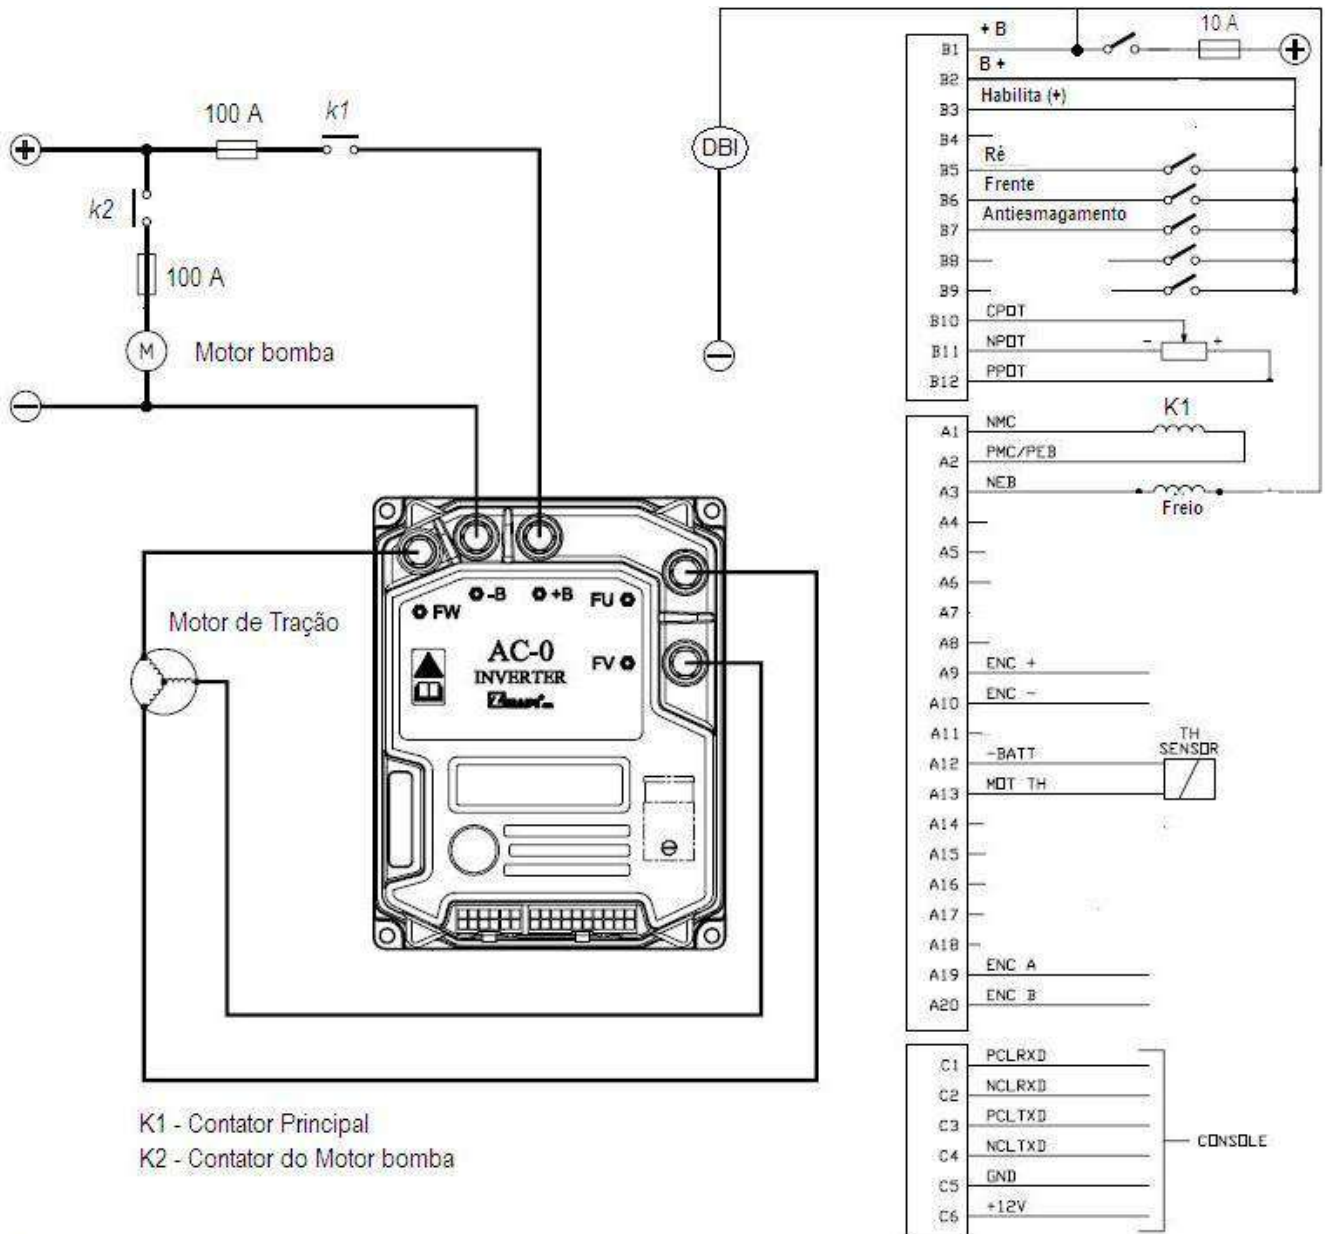 100 A
k1
k2
100 A
M
Motor bomba
Motor de Tração
FW
-B
+B
FU
FV
AC-0
INVERTER
K1 - Contator Principal
K2 - Contator do Motor bomba
DBI
10 A
B1 + B
B2 B +
B3 Habilita (+)
B4
B5 Ré
B6 Frente
B7 Antiesmagamento
B8
B9
B10 CPOT
B11 NPOT - +
B12 PPOT
K1
A1 NMC
A2 PMC/PEB
A3 NEB
Freio
A4
A5
A6
A7
A8
A9 ENC +
A10 ENC -
A11
TH
SENSOR
A12 -BATT
A13 MOT TH
A14
A15
A16
A17
A18
A19 ENC A
A20 ENC B
C1 PCLRXD
C2 NCLRXD
C3 PCLTXD
C4 NCLTXD
CONSOLE
C5 GND
C6 +12V